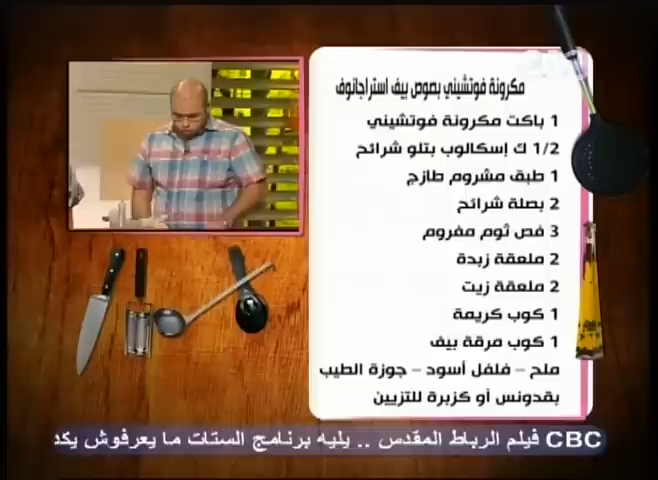 مكرونة فوتشيني بصوص بيف استراجانوف
1 باكت مكرونة فوتشيني
1/2 ك إسكالوب بتلو شرائح
1 طبق مشروم طازج
2 بصلة شرائح
3 فص ثوم مفروم
2 ملعقة زبدة
2 ملعقة زيت
1 كوب كريمة
1 كوب مرقة بيف
ملح - فلفل أسود - جوزة الطيب
بقدونس أو كزبرة للتزيين
CBC فيلم الرباط المقدس .. يليه برنامج الستات ما يعرفوش يكد